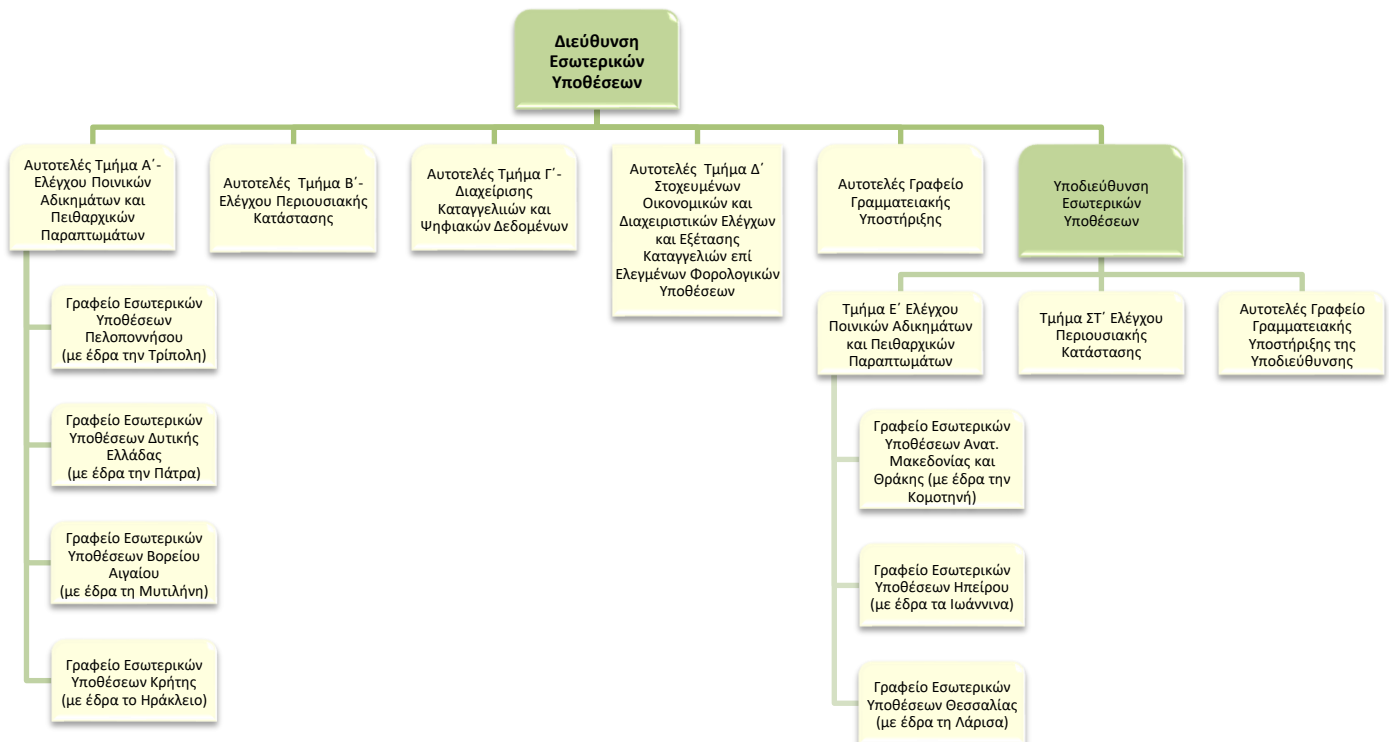 Διεύθυνση
Εσωτερικών
Υποθέσεων
Αυτοτελές Τμήμα Α΄-
Ελέγχου Ποινικών
Αδικημάτων και
Πειθαρχικών
Παραπτωμάτων
Αυτοτελές Τμήμα Β΄-
Ελέγχου Περιουσιακής
Κατάστασης
Αυτοτελές Τμήμα Γ΄-
Διαχείρισης
Καταγγελιιών και
Ψηφιακών Δεδομένων
Αυτοτελές Τμήμα Δ΄
Στοχευμένων
Οικονομικών και
Διαχειριστικών Ελέγχων
και Εξέτασης
Καταγγελιών επί
Ελεγμένων Φορολογικών
Υποθέσεων
Αυτοτελές Γραφείο
Γραμματειακής
Υποστήριξης
Υποδιεύθυνση
Εσωτερικών
Υποθέσεων
Γραφείο Εσωτερικών
Υποθέσεων
Πελοποννήσου
(με έδρα την Τρίπολη)
Γραφείο Εσωτερικών
Υποθέσεων Δυτικής
Ελλάδας
(με έδρα την Πάτρα)
Γραφείο Εσωτερικών
Υποθέσεων Βορείου
Αιγαίου
(με έδρα τη Μυτιλήνη)
Γραφείο Εσωτερικών
Υποθέσεων Κρήτης
(με έδρα το Ηράκλειο)
Τμήμα Ε΄ Ελέγχου
Ποινικών Αδικημάτων
και Πειθαρχικών
Παραπτωμάτων
Τμήμα ΣΤ΄ Ελέγχου
Περιουσιακής
Κατάστασης
Αυτοτελές Γραφείο
Γραμματειακής
Υποστήριξης της
Υποδιεύθυνσης
Γραφείο Εσωτερικών
Υποθέσεων Ανατ.
Μακεδονίας και
Θράκης (με έδρα την
Κομοτηνή)
Γραφείο Εσωτερικών
Υποθέσεων Ηπείρου
(με έδρα τα Ιωάννινα)
Γραφείο Εσωτερικών
Υποθέσεων Θεσσαλίας
(με έδρα τη Λάρισα)